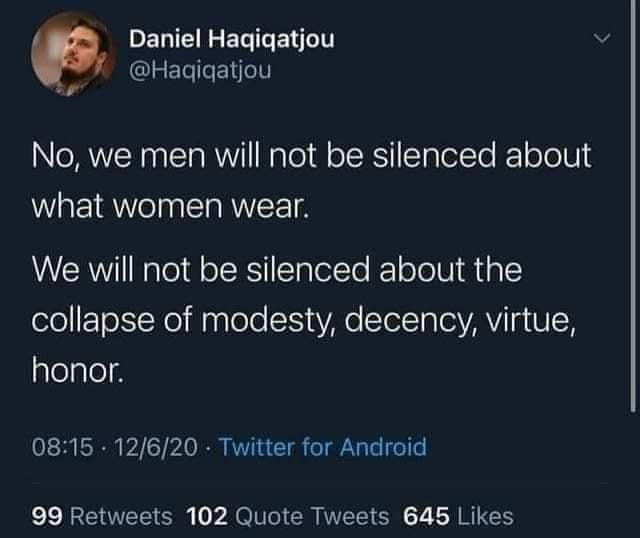 Daniel Haqiqatjou
@Haqiqatjou
No, we men will not be silenced about
what women wear.
We will not be silenced about the
collapse of modesty, decency, virtue,
honor.
08:15 · 12/6/20 · Twitter for Android
99 Retweets 102 Quote Tweets 645 Likes